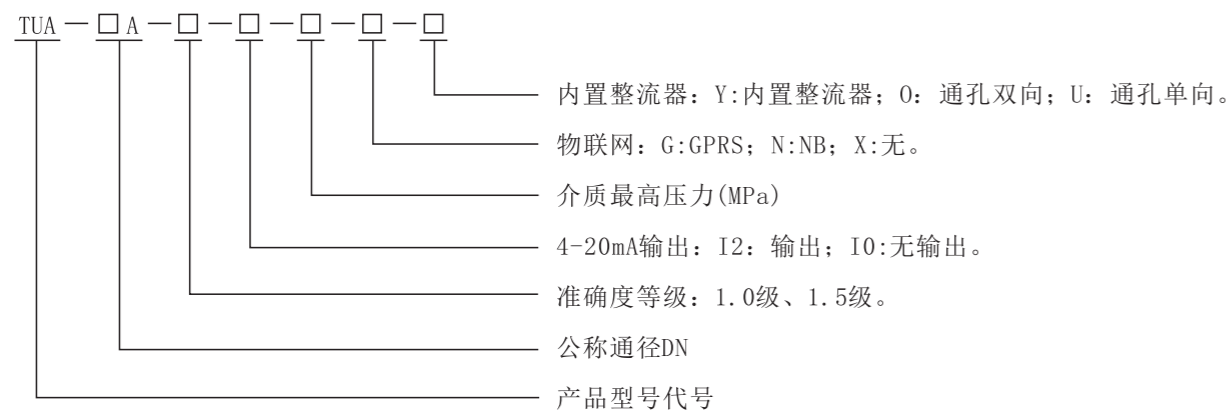 TUA－□A－□－□－□－□－□
内置整流器：Y:内置整流器；O：通孔双向；U：通孔单向。
物联网：G:GPRS；N:NB；X:无。
介质最高压力(MPa)
4-20mA输出：I2：输出；I0:无输出。
准确度等级：1.0级、1.5级。
公称通径DN
产品型号代号